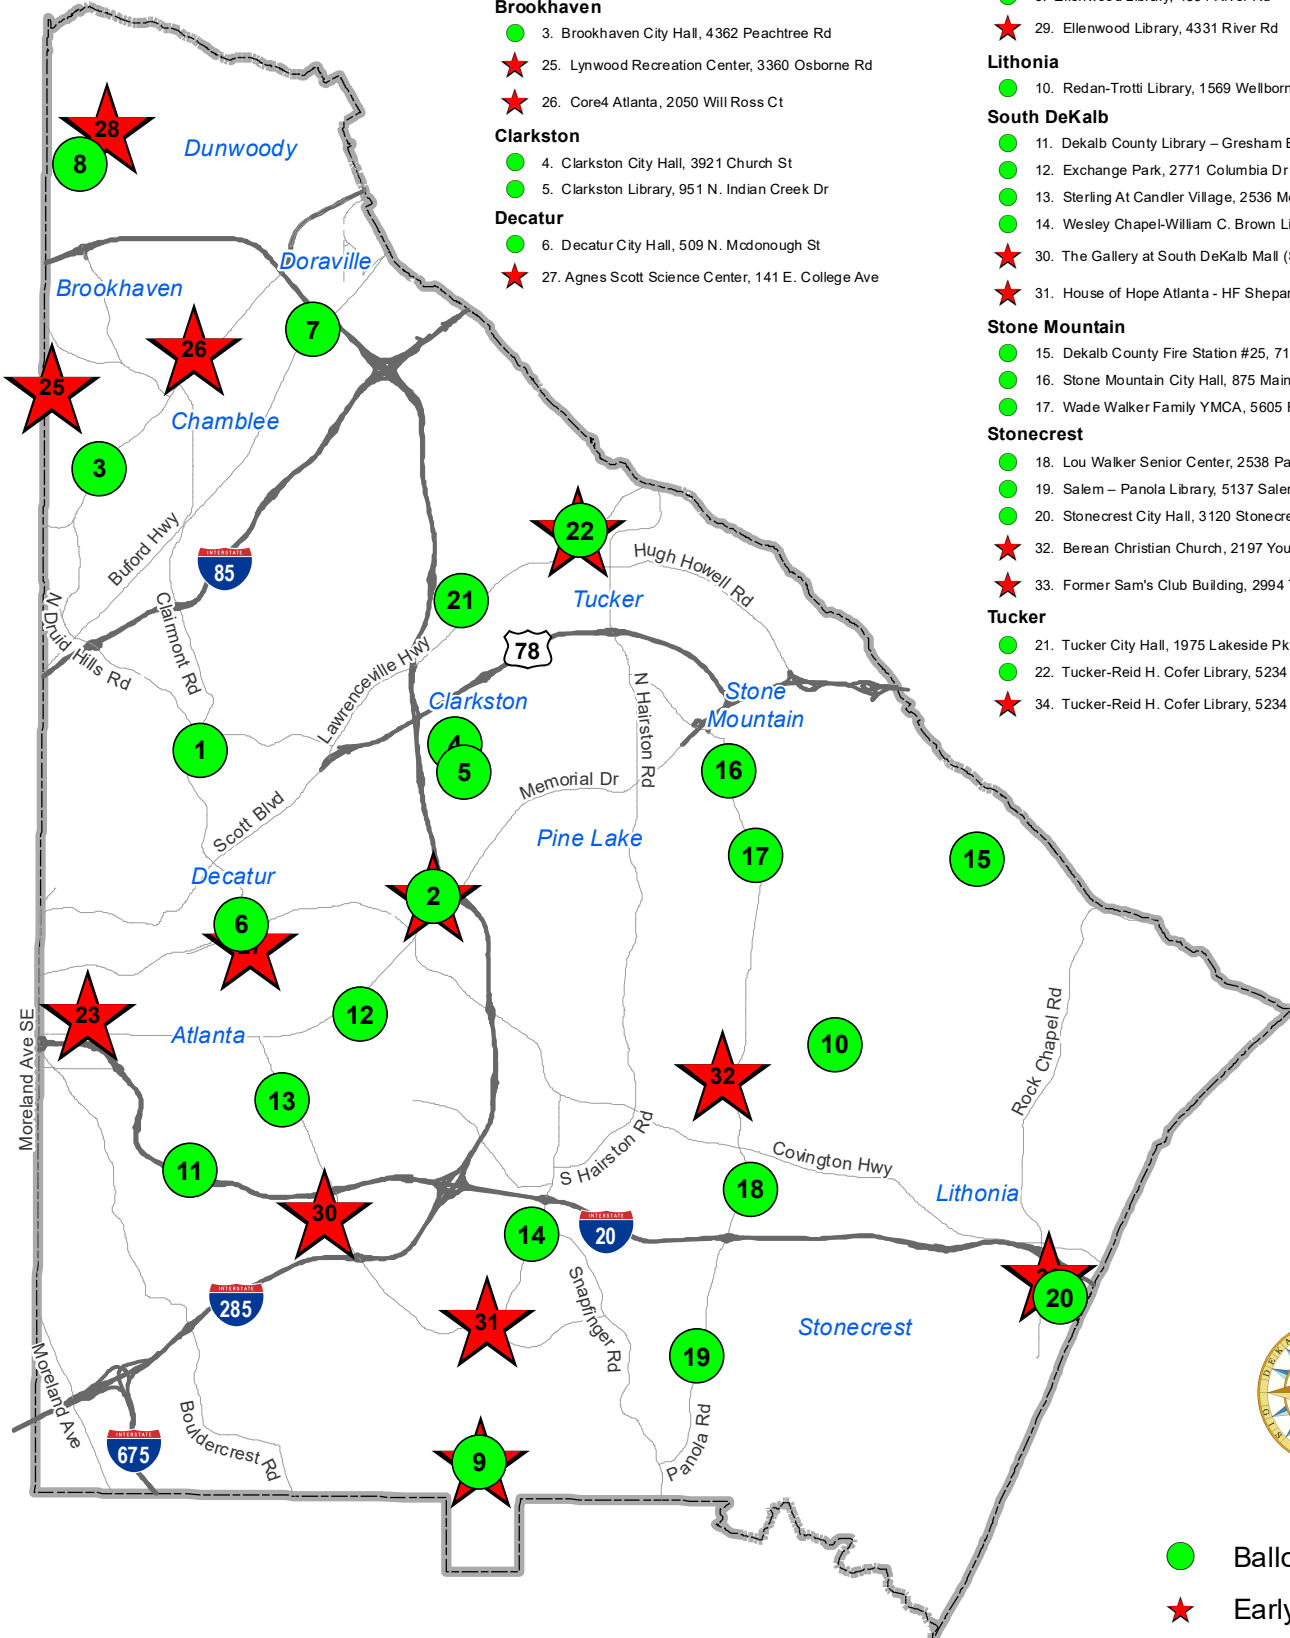 Brookhaven
3. Brookhaven City Hall, 4362 Peachtree Rd
25. Lynwood Recreation Center, 3360 Osborne Rd
26. Core4 Atlanta, 2050 Will Ross Ct
Clarkston
4. Clarkston City Hall, 3921 Church St
5. Clarkston Library, 951 N. Indian Creek Dr
Decatur
6. Decatur City Hall, 509 N. Mcdonough St
27. Agnes Scott Science Center, 141 E. College Ave
29. Ellenwood Library, 4331 River Rd
Lithonia
10. Redan-Trotti Library, 1569 Wellborn
South DeKalb
11. Dekalb County Library – Gresham
12. Exchange Park, 2771 Columbia Dr
13. Sterling At Candler Village, 2536
14. Wesley Chapel-William C. Brown
30. The Gallery at South DeKalb Mall
31. House of Hope Atlanta - HF
Stone Mountain
15. Dekalb County Fire Station #25,
16. Stone Mountain City Hall, 875 Main
17. Wade Walker Family YMCA, 5605
Stonecrest
18. Lou Walker Senior Center, 2538
19. Salem – Panola Library, 5137
20. Stonecrest City Hall, 3120
32. Berean Christian Church, 2197
33. Former Sam's Club Building, 2994
Tucker
21. Tucker City Hall, 1975 Lakeside
22. Tucker-Reid H. Cofer Library, 5234
34. Tucker-Reid H. Cofer Library, 5234
28
8
Dunwoody
Doraville
Brookhaven
7
26
25
Chamblee
3
22
Buford Hwy
Hugh Howell Rd
INTERSTATE
85
21
Tucker
N Druid Hills Rd
Clairmont Rd
Lawrenceville Hwy
78
N Hairston Rd
Clarkston
Stone
Mountain
1
4
5
16
Memorial Dr
Scott Blvd
Pine Lake
17
15
Decatur
2
6
23
12
Atlanta
10
Moreland Ave SE
Rock Chapel Rd
32
13
S Hairston Rd
Covington Hwy
11
18
Lithonia
30
14
INTERSTATE
20
INTERSTATE
285
20
31
Snapfinger Rd
Stonecrest
19
Moreland Ave
Bouldercrest Rd
INTERSTATE
675
9
Panola Rd
Early